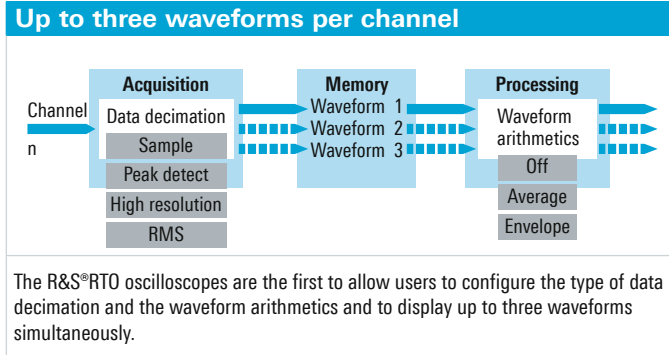 Up to three waveforms per channel
Acquisition
Memory
Processing
Channel
n
Data decimation
Sample
Peak detect
High resolution
RMS
Waveform 1
Waveform 2
Waveform 3
Waveform
arithmetics
Off
Average
Envelope
The R&S®RTO oscilloscopes are the first to allow users to configure the type of data
decimation and the waveform arithmetics and to display up to three waveforms
simultaneously.